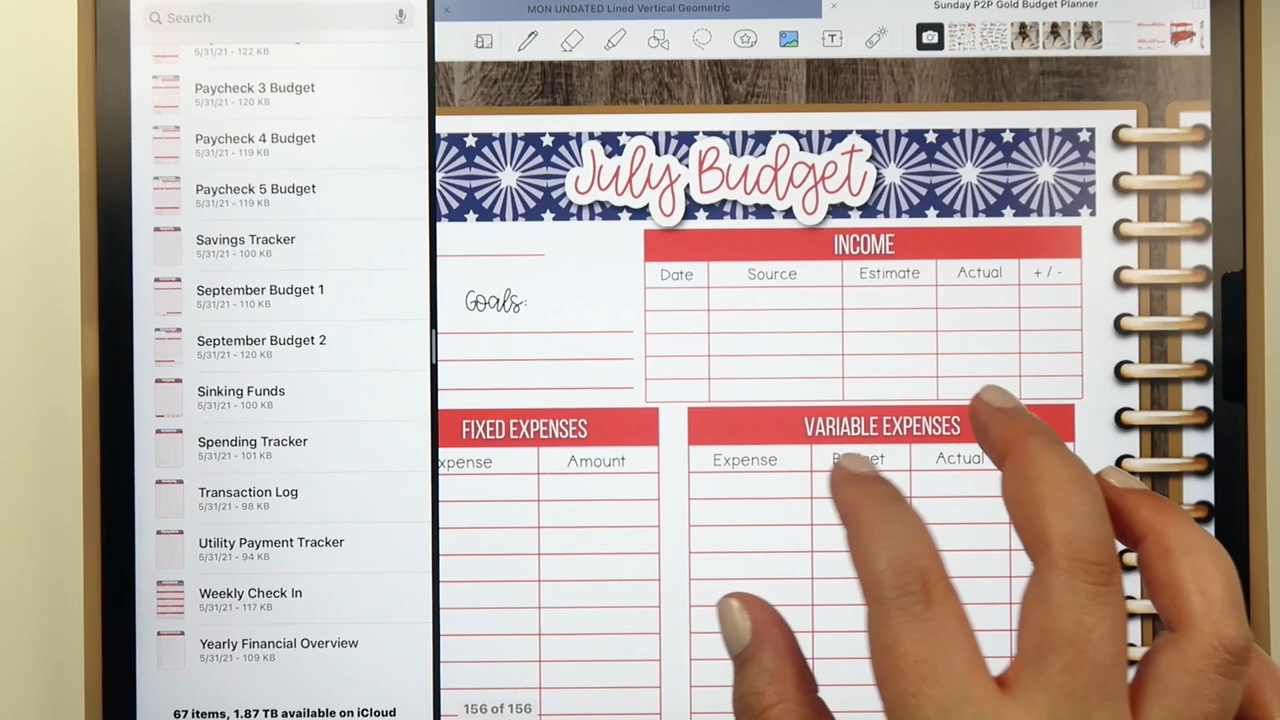 Search
5/31/21 - 122 KB
Paycheck 3 Budget
5/31/21 - 120 KB
Paycheck 4 Budget
5/31/21 - 119 KB
Paycheck 5 Budget
5/31/21 - 119 KB
Savings Tracker
5/31/21 - 100 KB
September Budget 1
5/31/21 - 110 KB
September Budget 2
5/31/21 - 120 KB
Sinking Funds
5/31/21 - 100 KB
Spending Tracker
5/31/21 - 101 KB
Transaction Log
5/31/21 - 98 KB
Utility Payment Tracker
5/31/21 - 94 KB
Weekly Check In
5/31/21 - 117 KB
Yearly Financial Overview
5/31/21 - 109 KB
67 items, 1.87 TB available on iCloud
MON UNDATED Lined Vertical Geometric
Sunday P2P Gold Budget Planner
July Budget
Goals:
INCOME
Date Source Estimate Actual + / -
FIXED EXPENSES
xpense Amount
VARIABLE EXPENSES
Expense Actual
156 of 156